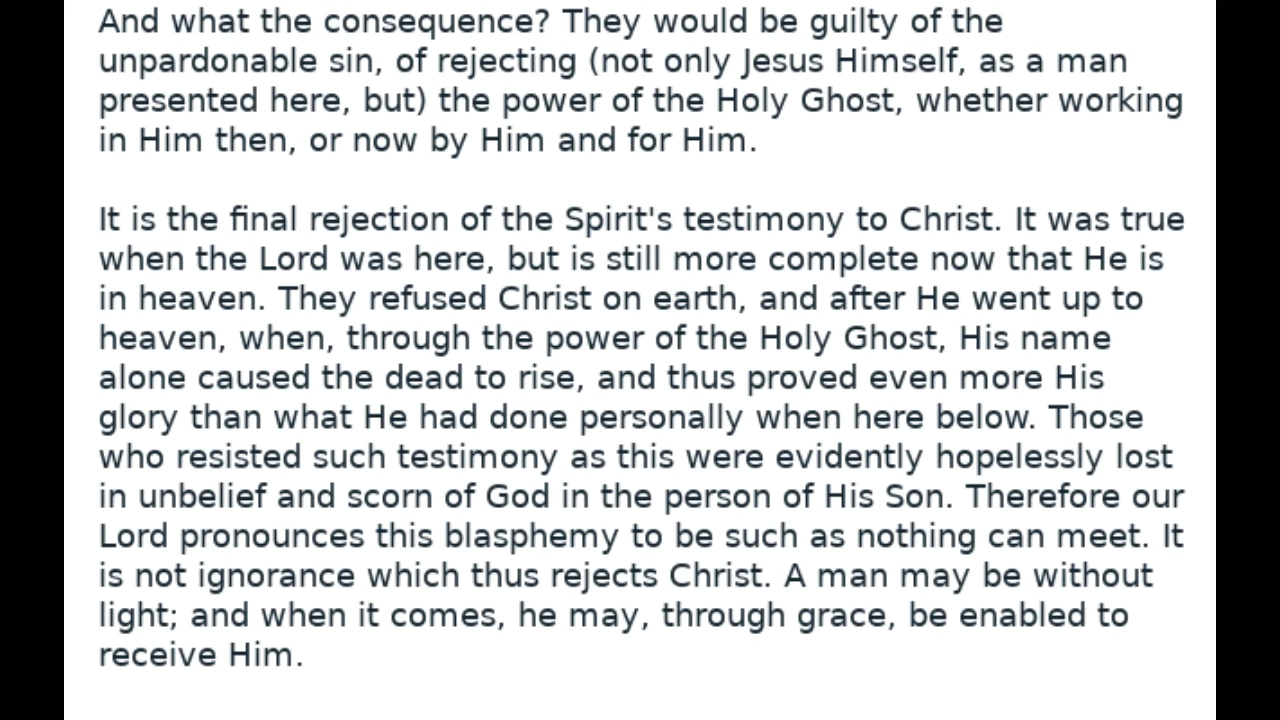 And what the consequence? They would be guilty of the
unpardonable sin, of rejecting (not only Jesus Himself, as a man
presented here, but) the power of the Holy Ghost, whether working
in Him then, or now by Him and for Him.
It is the final rejection of the Spirit's testimony to Christ. It was true
when the Lord was here, but is still more complete now that He is
in heaven. They refused Christ on earth, and after He went up to
heaven, when, through the power of the Holy Ghost, His name
alone caused the dead to rise, and thus proved even more His
glory than what He had done personally when here below. Those
who resisted such testimony as this were evidently hopelessly lost
in unbelief and scorn of God in the person of His Son. Therefore our
Lord pronounces this blasphemy to be such as nothing can meet. It
is not ignorance which thus rejects Christ. A man may be without
light; and when it comes, he may, through grace, be enabled to
receive Him.